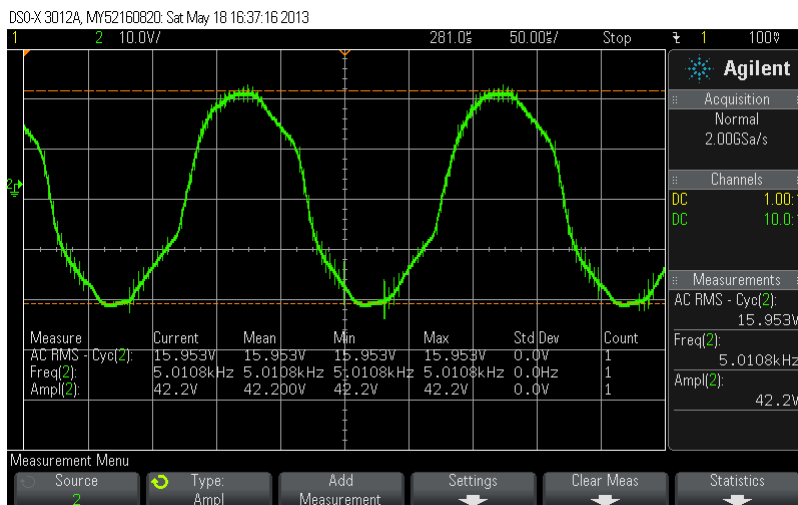 DSO-X 3012A, MY52160820: Sat May 18 16:37:16 2013
1 2 10.0V/ 281.0s 50.00s/ Stop 1 100V
Agilent
Acquisition
Normal
2.00GSa/s
Channels
DC 1.00:1
DC 10.0:1
2
Measurements
AC RMS - Cyc(2):
15.953V
Freq(2):
5.0108kHz
Ampl(2):
42.2V
Measure Current Mean Min Max Std Dev Count
AC RMS - Cyc(2): 15.953V 15.953V 15.953V 15.953V 0.0V 1
Freq(2): 5.0108kHz 5.0108kHz 5.0108kHz 5.0108kHz 0.0Hz 1
Ampl(2): 42.2V 42.200V 42.2V 42.2V 0.0V 1
Measurement Menu
Source Type: Add Settings Clear Meas Statistics
2 Ampl Measurement